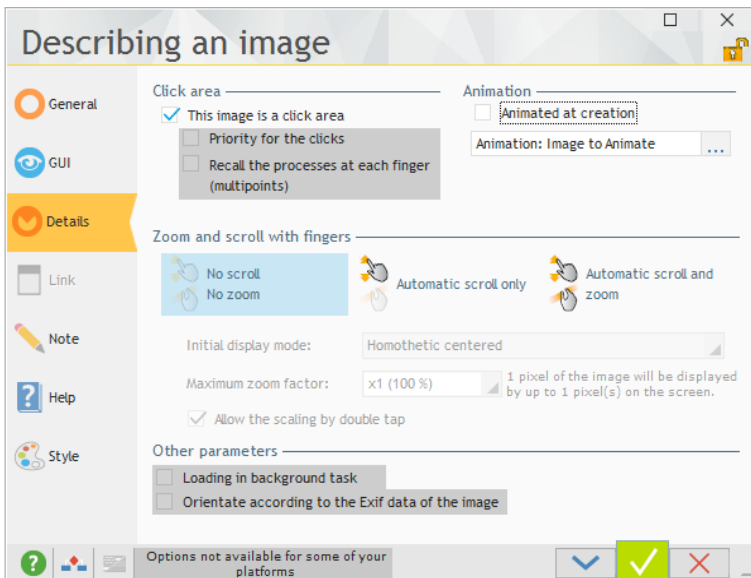 Describing an image
General
GUI
Details
Link
Note
Help
Style
Click area
This image is a click area
Priority for the clicks
Recall the processes at each finger
(multipoints)
Animation
Animated at creation
Animation: Image to Animate
...
Zoom and scroll with fingers
No scroll
No zoom
Automatic scroll only
Automatic scroll and
zoom
Initial display mode:
Homothetic centered
Maximum zoom factor:
x1 (100 %)
1 pixel of the image will be displayed
by up to 1 pixel(s) on the screen.
Allow the scaling by double tap
Other parameters
Loading in background task
Orientate according to the Exif data of the image
Options not available for some of your
platforms